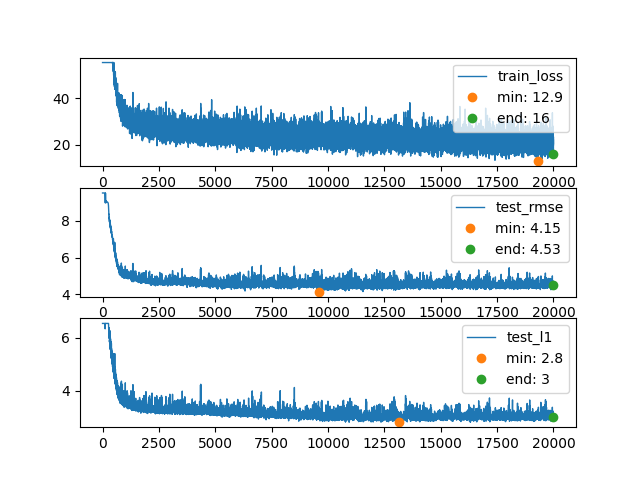 train_loss
min: 12.9
end: 16
40
20
0 2500 5000 7500 10000 12500 15000 17500 20000
test_rmse
min: 4.15
end: 4.53
8
6
4
0 2500 5000 7500 10000 12500 15000 17500 20000
test_l1
min: 2.8
end: 3
6
4
0 2500 5000 7500 10000 12500 15000 17500 20000